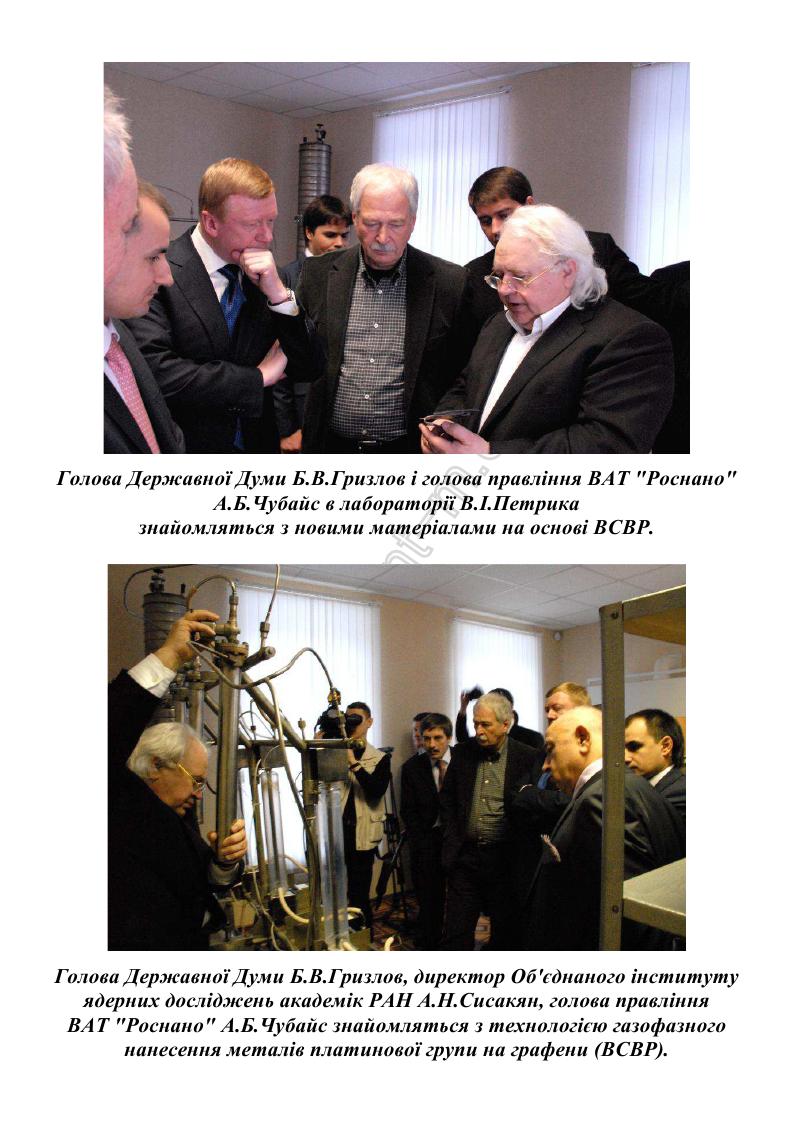 Голова Державної Думи Б.В.Гризлов і голова правління ВАТ "Роснано"
А.Б.Чубайс в лабораторії В.І.Петрика
знайомляться з новими матеріалами на основі ВСВР.
Голова Державної Думи Б.В.Гризлов, директор Об'єднаного інституту
ядерних досліджень академік РАН А.Н.Сисакян, голова правління
ВАТ "Роснано" А.Б.Чубайс знайомляться з технологією газофазного
нанесення металів платинової групи на графени (ВСВР).